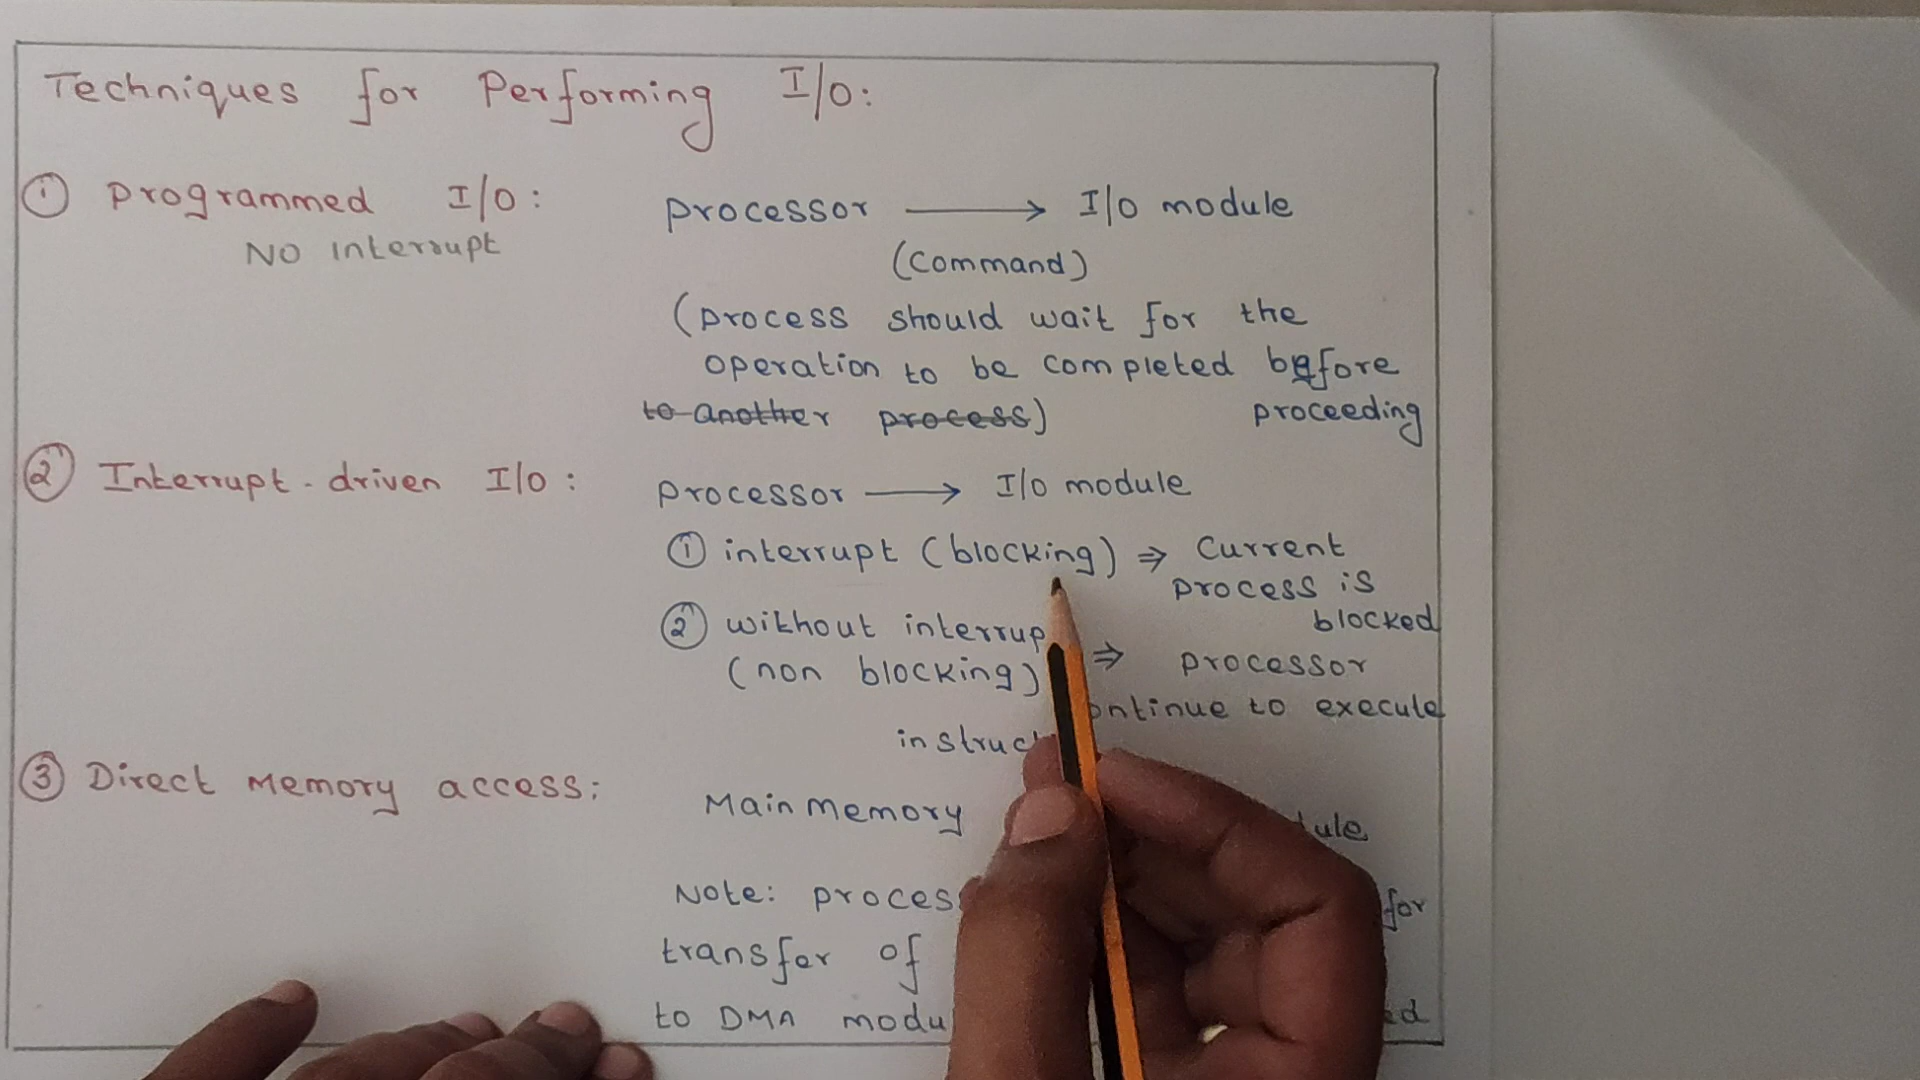 Techniques for Performing I/O:
① Programmed I/O:
No Interrupt
processor ⟶ I/O module
(command)
(process should wait for the
operation to be completed before
to another process) proceeding
② Interrupt-driven I/O:
processor ⟶ I/O module
① interrupt (blocking) ⇒ Current
process is
blocked
② without interrup
(non blocking) ⇒ processor
ontinue to execute
instruc
③ Direct Memory access:
Main memory
Note: proces for
transfer of
to DMA modu